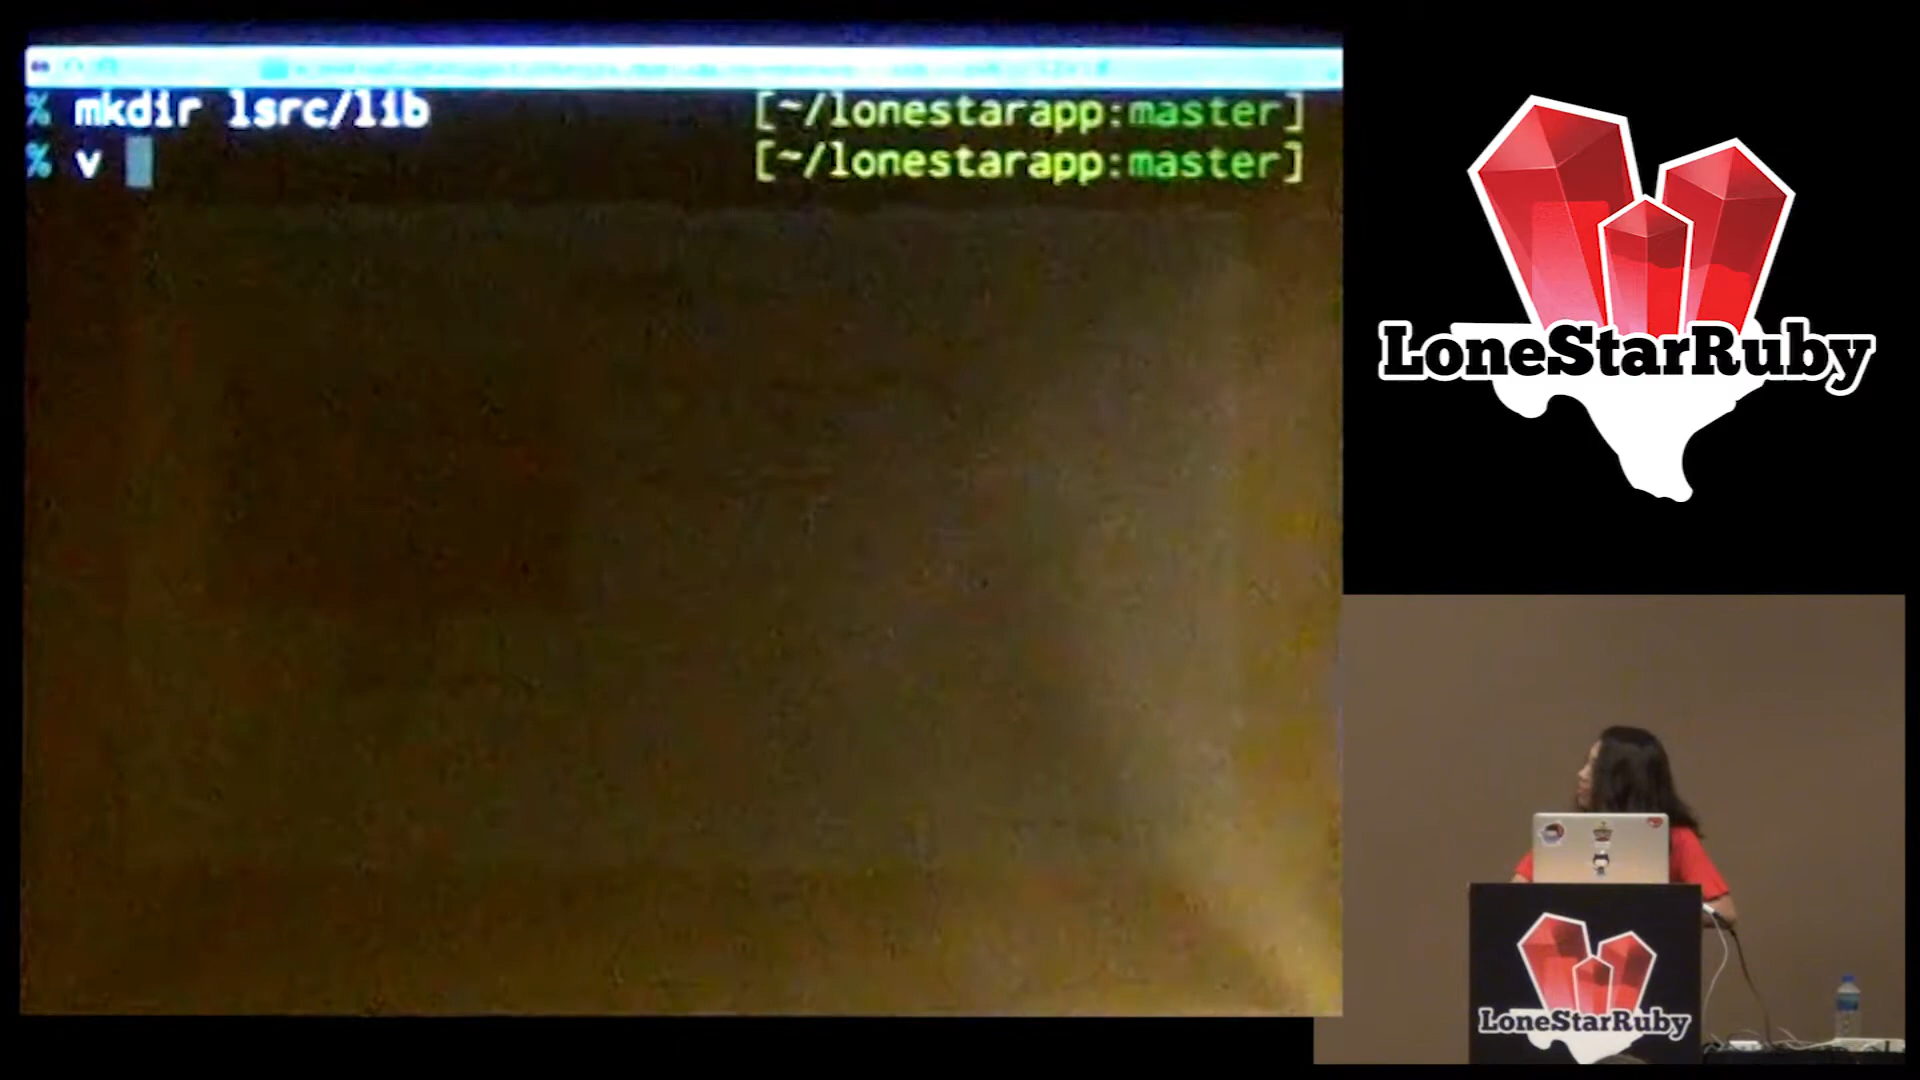 % mkdir lsrc/lib [~/lonestarapp:master]
% v [~/lonestarapp:master]
LoneStarRuby
LoneStarRuby